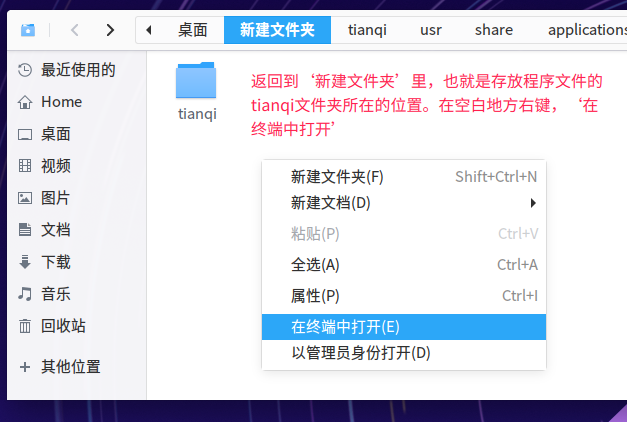 桌面 新建文件夹 tianqi usr share applications
最近使用的
Home
桌面
视频
图片
文档
下载
音乐
回收站
其他位置
tianqi
返回到‘新建文件夹’里，也就是存放程序文件的
tianqi文件夹所在的位置。在空白地方右键，‘在
终端中打开’
新建文件夹(F) Shift+Ctrl+N
新建文档(D)
粘贴(P) Ctrl+V
全选(A) Ctrl+A
属性(P) Ctrl+I
在终端中打开(E)
以管理员身份打开(D)